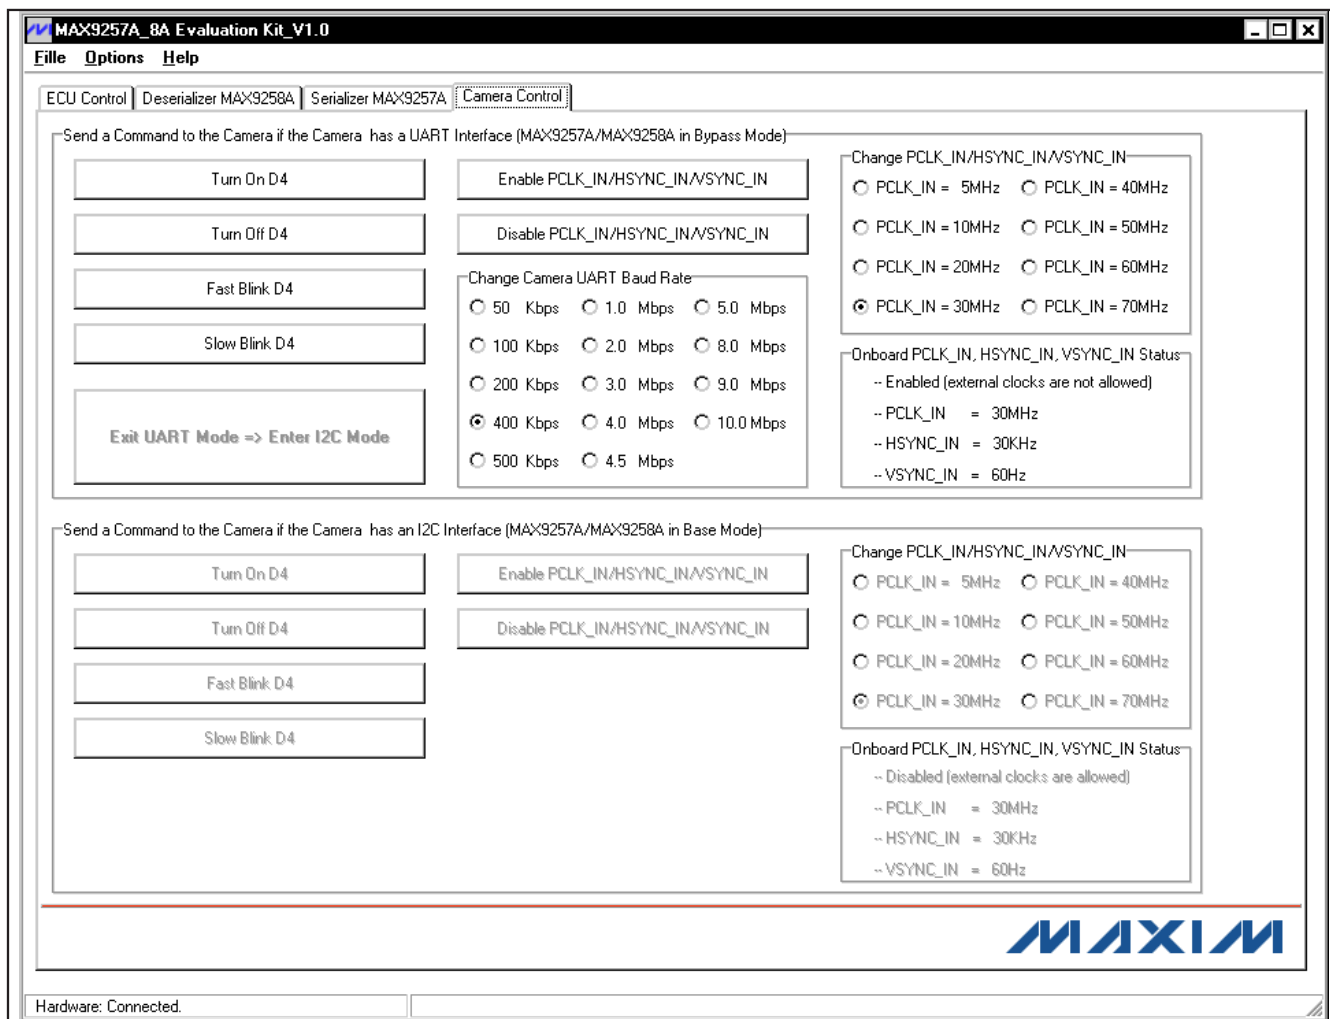 MAX9257A_8A Evaluation Kit_V1.0
Fille Options Help
ECU Control Deserializer MAX9258A Serializer MAX9257A Camera Control
Send a Command to the Camera if the Camera has a UART Interface (MAX9257A/MAX9258A in Bypass Mode)
Turn On D4
Turn Off D4
Fast Blink D4
Slow Blink D4
Exit UART Mode => Enter I2C Mode
Enable PCLK_IN/HSYNC_IN/VSYNC_IN
Disable PCLK_IN/HSYNC_IN/VSYNC_IN
Change Camera UART Baud Rate
50 Kbps 1.0 Mbps 5.0 Mbps
100 Kbps 2.0 Mbps 8.0 Mbps
200 Kbps 3.0 Mbps 9.0 Mbps
400 Kbps 4.0 Mbps 10.0 Mbps
500 Kbps 4.5 Mbps
Change PCLK_IN/HSYNC_IN/VSYNC_IN
PCLK_IN = 5MHz PCLK_IN = 40MHz
PCLK_IN = 10MHz PCLK_IN = 50MHz
PCLK_IN = 20MHz PCLK_IN = 60MHz
PCLK_IN = 30MHz PCLK_IN = 70MHz
Onboard PCLK_IN, HSYNC_IN, VSYNC_IN Status
-- Enabled (external clocks are not allowed)
-- PCLK_IN = 30MHz
-- HSYNC_IN = 30KHz
-- VSYNC_IN = 60Hz
Send a Command to the Camera if the Camera has an I2C Interface (MAX9257A/MAX9258A in Base Mode)
Turn On D4
Turn Off D4
Fast Blink D4
Slow Blink D4
Enable PCLK_IN/HSYNC_IN/VSYNC_IN
Disable PCLK_IN/HSYNC_IN/VSYNC_IN
Change PCLK_IN/HSYNC_IN/VSYNC_IN
PCLK_IN = 5MHz PCLK_IN = 40MHz
PCLK_IN = 10MHz PCLK_IN = 50MHz
PCLK_IN = 20MHz PCLK_IN = 60MHz
PCLK_IN = 30MHz PCLK_IN = 70MHz
Onboard PCLK_IN, HSYNC_IN, VSYNC_IN Status
-- Disabled (external clocks are allowed)
-- PCLK_IN = 30MHz
-- HSYNC_IN = 30KHz
-- VSYNC_IN = 60Hz
MAXIM
Hardware: Connected.